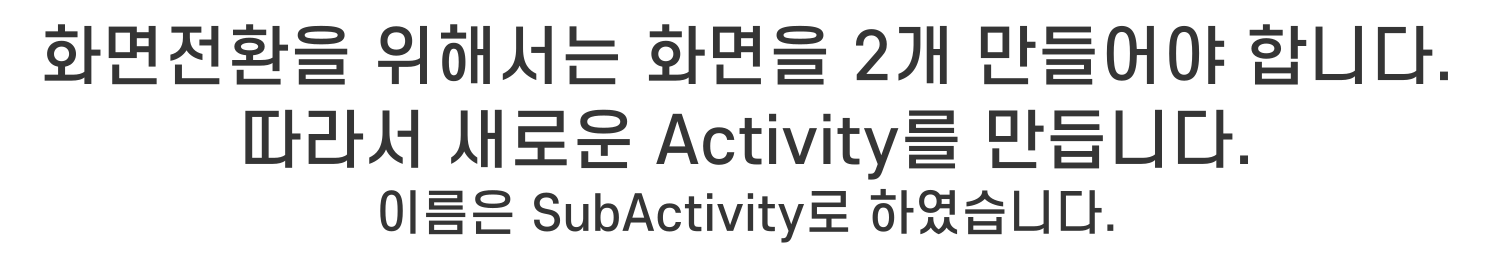 화면전환을 위해서는 화면을 2개 만들어야 합니다.
따라서 새로운 Activity를 만듭니다.
이름은 SubActivity로 하였습니다.